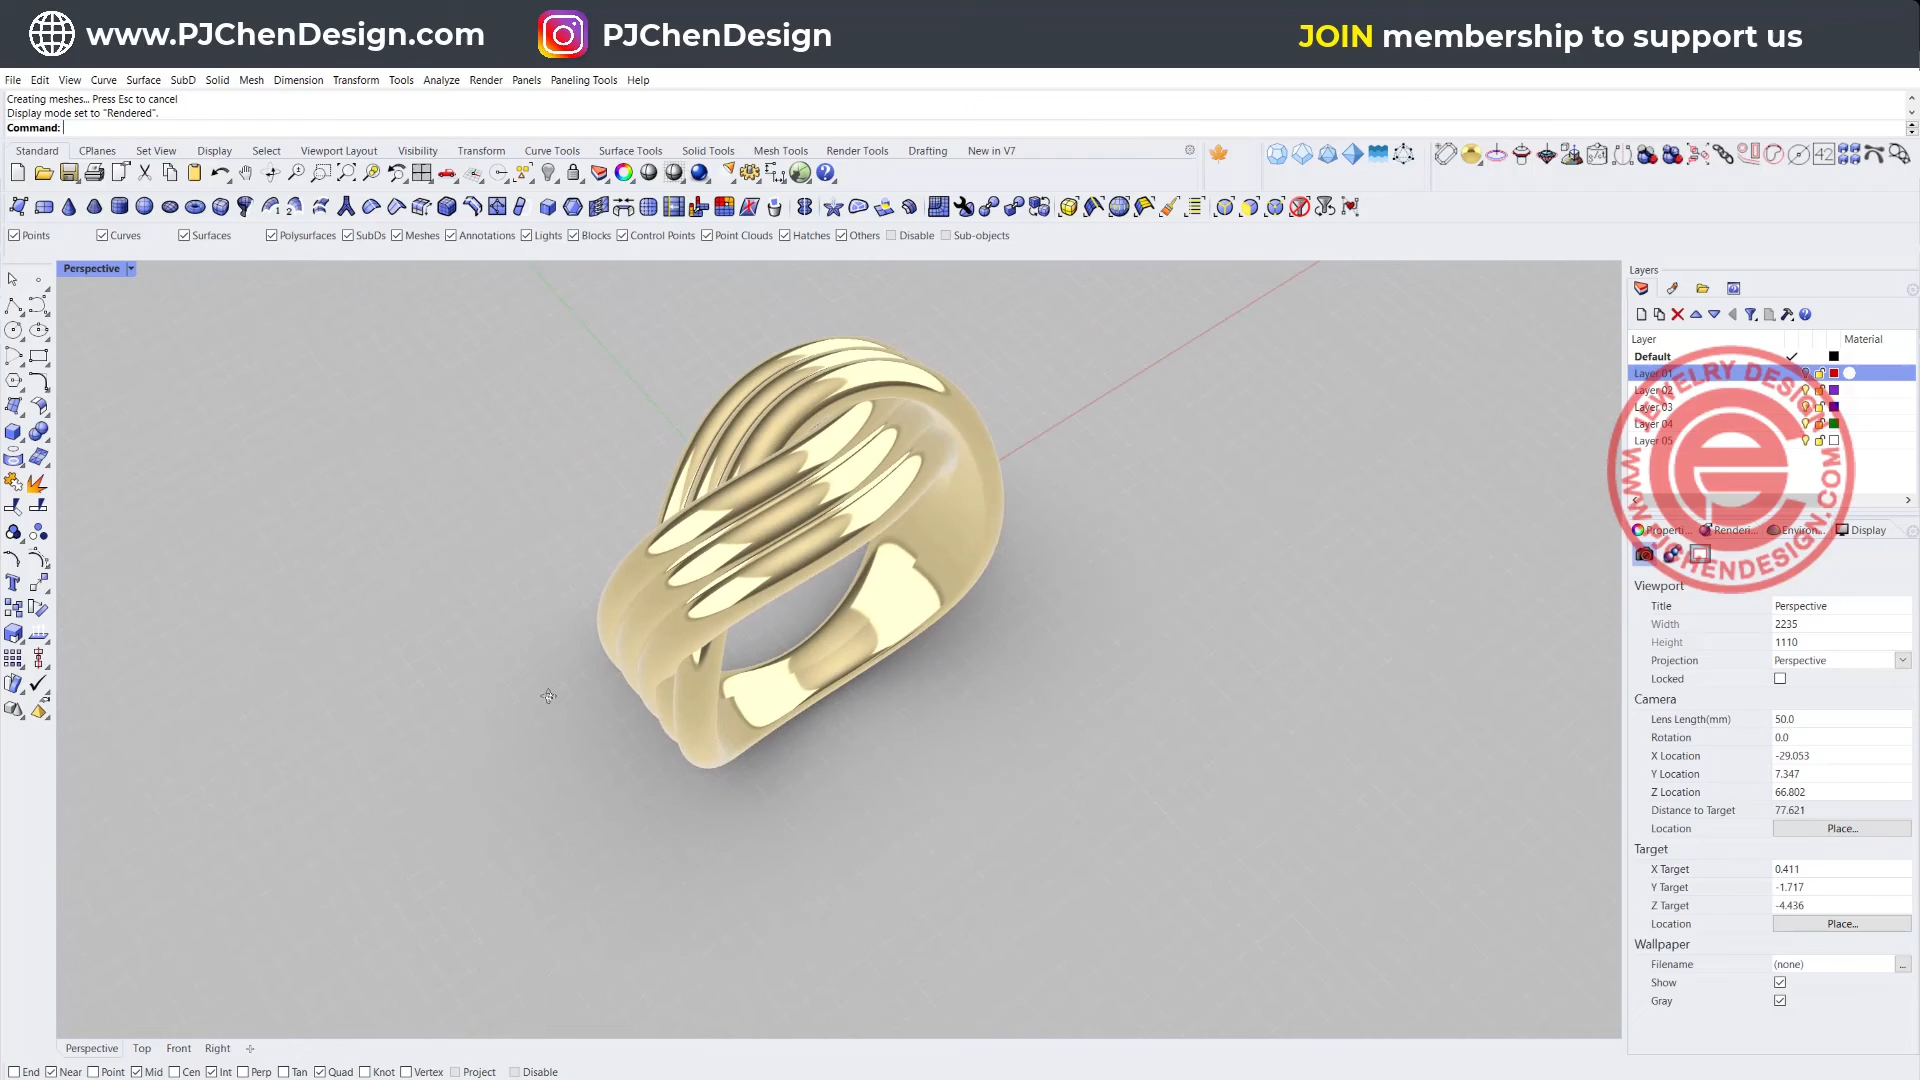 www.PJChenDesign.com PJChenDesign JOIN membership to support us
File Edit View Curve Surface SubD Solid Mesh Dimension Transform Tools Analyze Render Panels Paneling Tools Help
Creating meshes... Press Esc to cancel
Display mode set to "Rendered".
Command:
Standard CPlanes Set View Display Select Viewport Layout Visibility Transform Curve Tools Surface Tools Solid Tools Mesh Tools Render Tools Drafting New in V7
Points Curves Surfaces Polysurfaces SubDs Meshes Annotations Lights Blocks Control Points Point Clouds Hatches Others Disable Sub-objects
Perspective
Layers
Layer Material
Default
Layer 01
Layer 02
Layer 03
Layer 04
Layer 05
JEWELRY DESIGN
WWW.PJCHENDESIGN.COM
Properti... Renderi... Environ... Display
Viewport
Title Perspective
Width 2235
Height 1110
Projection Perspective
Locked
Camera
Lens Length(mm) 50.0
Rotation 0.0
X Location -29.053
Y Location 7.347
Z Location 66.802
Distance to Target 77.621
Location Place...
Target
X Target 0.411
Y Target -1.717
Z Target -4.436
Location Place...
Wallpaper
Filename (none) ...
Show
Gray
Perspective Top Front Right
End Near Point Mid Cen Int Perp Tan Quad Knot Vertex Project Disable